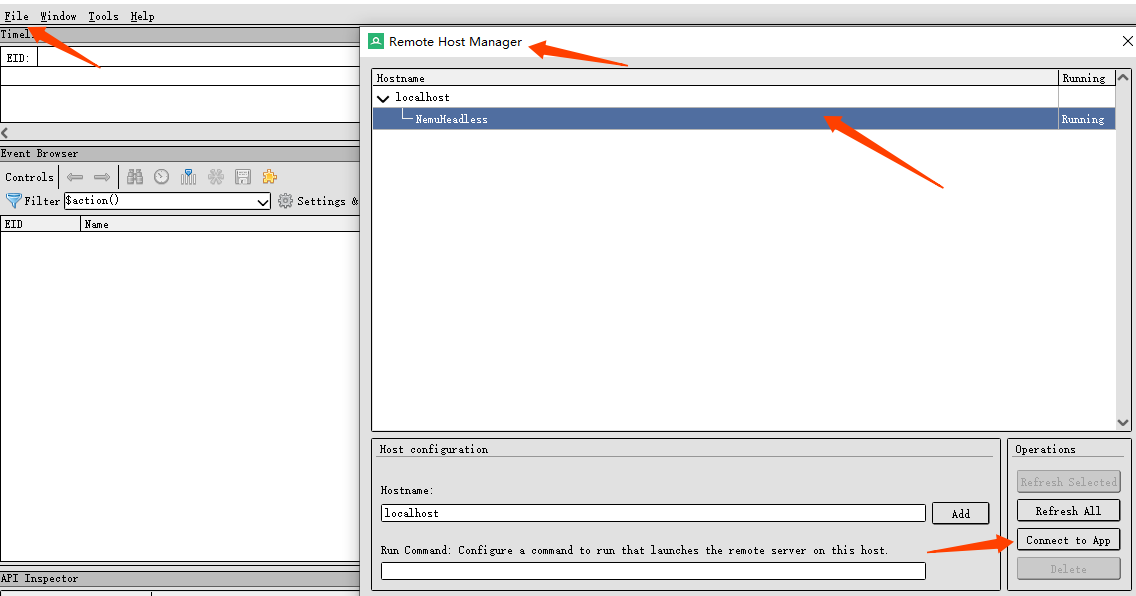 File Window Tools Help
Timel
EID:
Event Browser
Controls
Filter $action() Settings &
EID Name
API Inspector
Remote Host Manager
Hostname Running
localhost
NemuHeadless Running
Host configuration
Hostname:
localhost Add
Run Command: Configure a command to run that launches the remote server on this host.
Operations
Refresh Selected
Refresh All
Connect to App
Delete